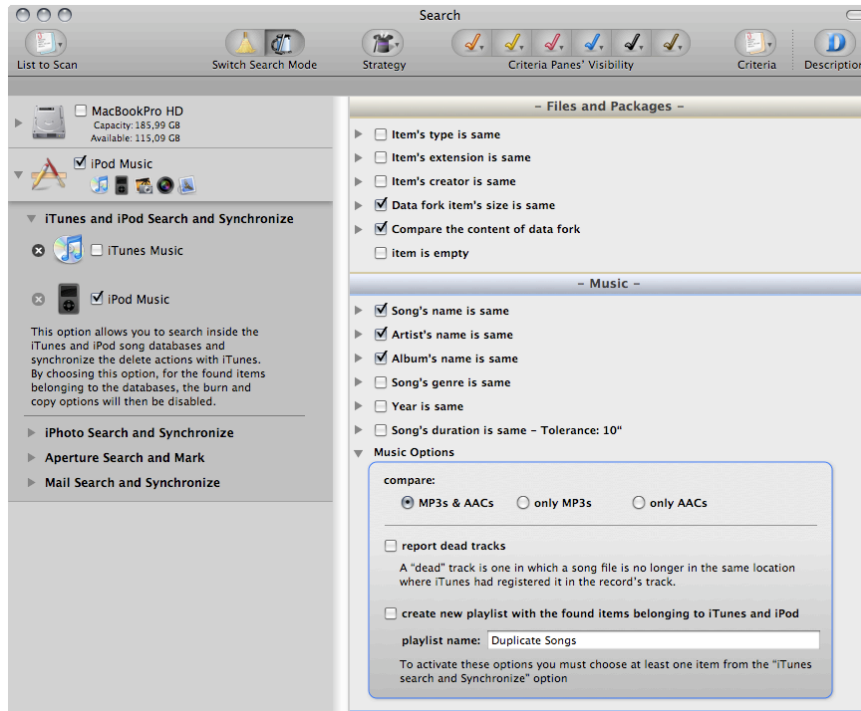 Search
List to Scan
Switch Search Mode
Strategy
Criteria Panes' Visibility
Criteria
Description
MacBookPro HD
Capacity: 185,99 GB
Available: 115,09 GB
iPod Music
iTunes and iPod Search and Synchronize
iTunes Music
iPod Music
This option allows you to search inside the
iTunes and iPod song databases and
synchronize the delete actions with iTunes.
By choosing this option, for the found items
belonging to the databases, the burn and
copy options will then be disabled.
iPhoto Search and Synchronize
Aperture Search and Mark
Mail Search and Synchronize
– Files and Packages –
Item's type is same
Item's extension is same
Item's creator is same
Data fork item's size is same
Compare the content of data fork
item is empty
– Music –
Song's name is same
Artist's name is same
Album's name is same
Song's genre is same
Year is same
Song's duration is same – Tolerance: 10"
Music Options
compare:
MP3s & AACs only MP3s only AACs
report dead tracks
A "dead" track is one in which a song file is no longer in the same location
where iTunes had registered it in the record's track.
create new playlist with the found items belonging to iTunes and iPod
playlist name: Duplicate Songs
To activate these options you must choose at least one item from the "iTunes
search and Synchronize" option